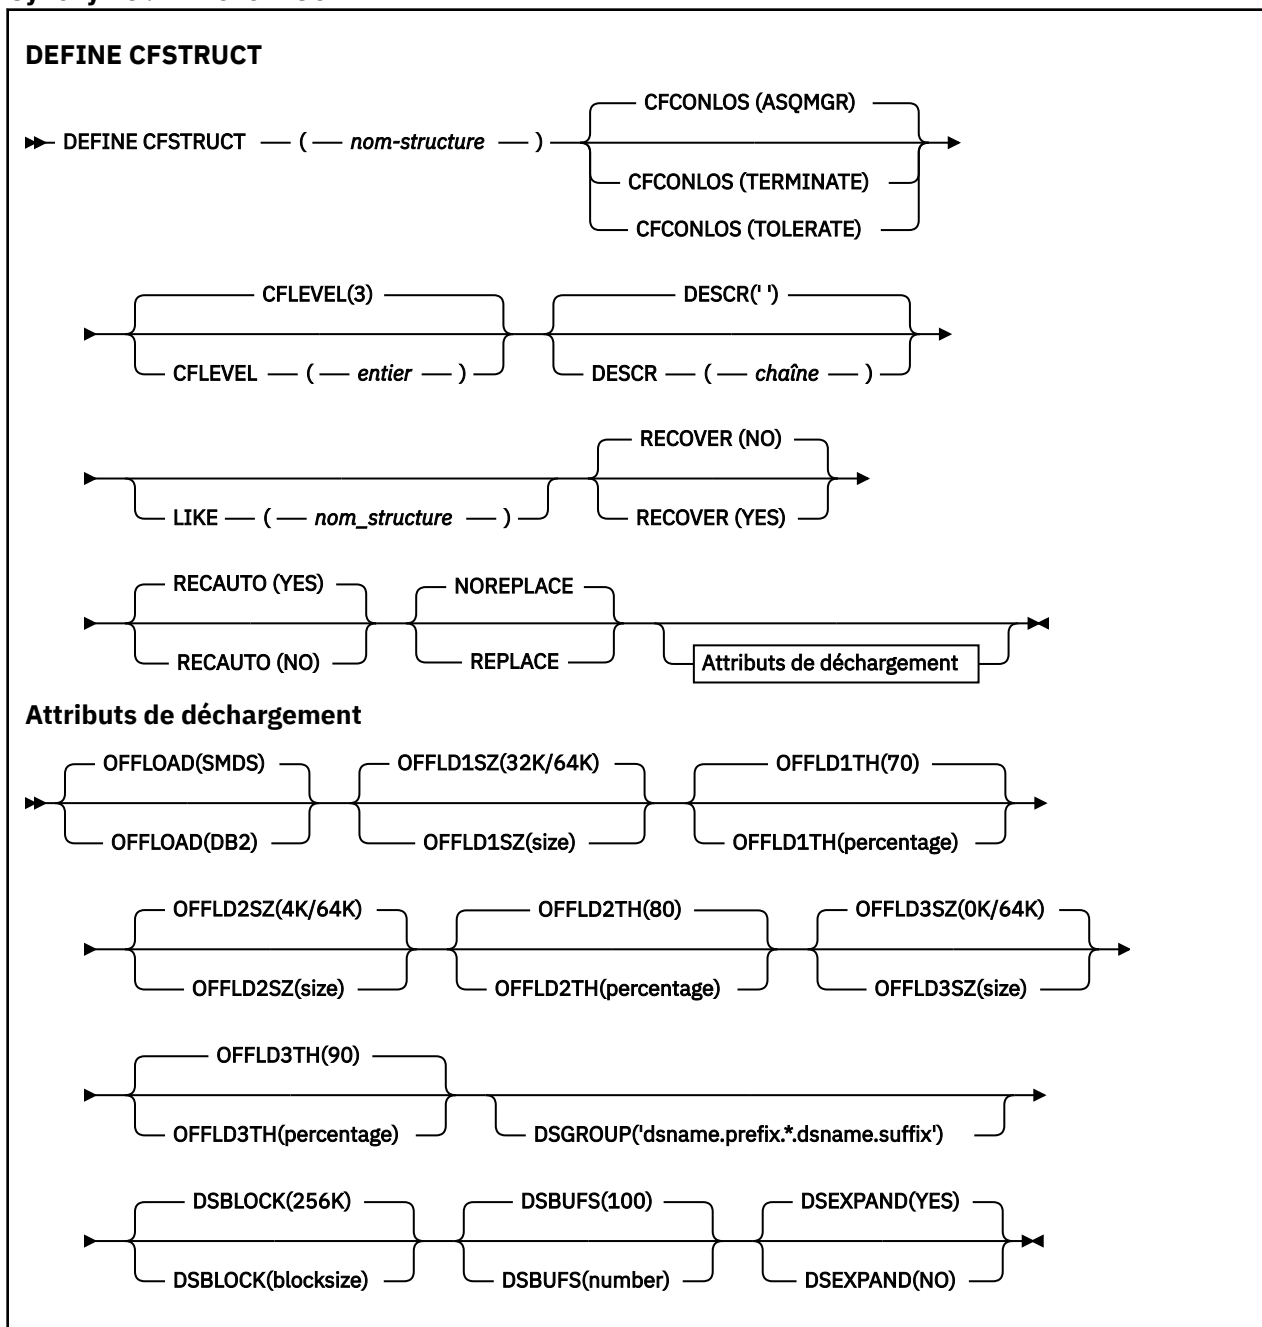 DEFINE CFSTRUCT
CFCONLOS (ASQMGR)
DEFINE CFSTRUCT ( nom-structure )
CFCONLOS (TERMINATE)
CFCONLOS (TOLERATE)
CFLEVEL(3) DESCR(' ')
CFLEVEL ( entier ) DESCR ( chaîne )
RECOVER (NO)
LIKE ( nom_structure ) RECOVER (YES)
RECAUTO (YES) NOREPLACE
RECAUTO (NO) REPLACE Attributs de déchargement
Attributs de déchargement
OFFLOAD(SMDS) OFFLD1SZ(32K/64K) OFFLD1TH(70)
OFFLOAD(DB2) OFFLD1SZ(size) OFFLD1TH(percentage)
OFFLD2SZ(4K/64K) OFFLD2TH(80) OFFLD3SZ(0K/64K)
OFFLD2SZ(size) OFFLD2TH(percentage) OFFLD3SZ(size)
OFFLD3TH(90)
OFFLD3TH(percentage) DSGROUP('dsname.prefix.*.dsname.suffix')
DSBLOCK(256K) DSBUFS(100) DSEXPAND(YES)
DSBLOCK(blocksize) DSBUFS(number) DSEXPAND(NO)